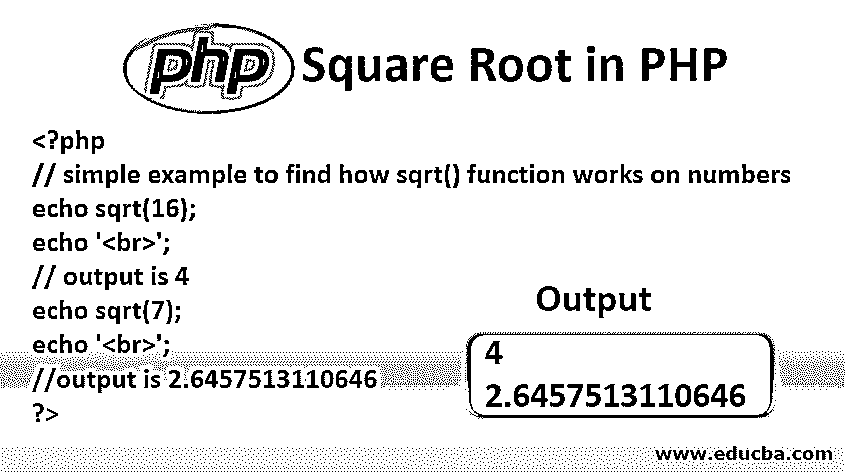 php Square Root in PHP
<?php
// simple example to find how sqrt() function works on numbers
echo sqrt(16);
echo '<br>';
// output is 4
echo sqrt(7);
echo '<br>';
//output is 2.6457513110646
?>
Output
4
2.6457513110646
www.educba.com